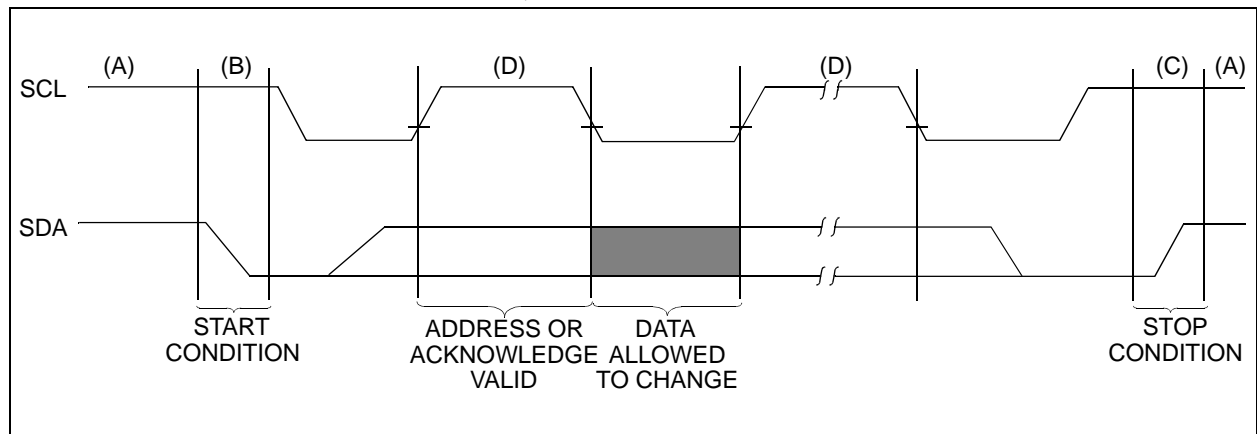 (A) (B) (D) (D) (C) (A)
SCL
SDA
START
CONDITION
ADDRESS OR
ACKNOWLEDGE
VALID
DATA
ALLOWED
TO CHANGE
STOP
CONDITION